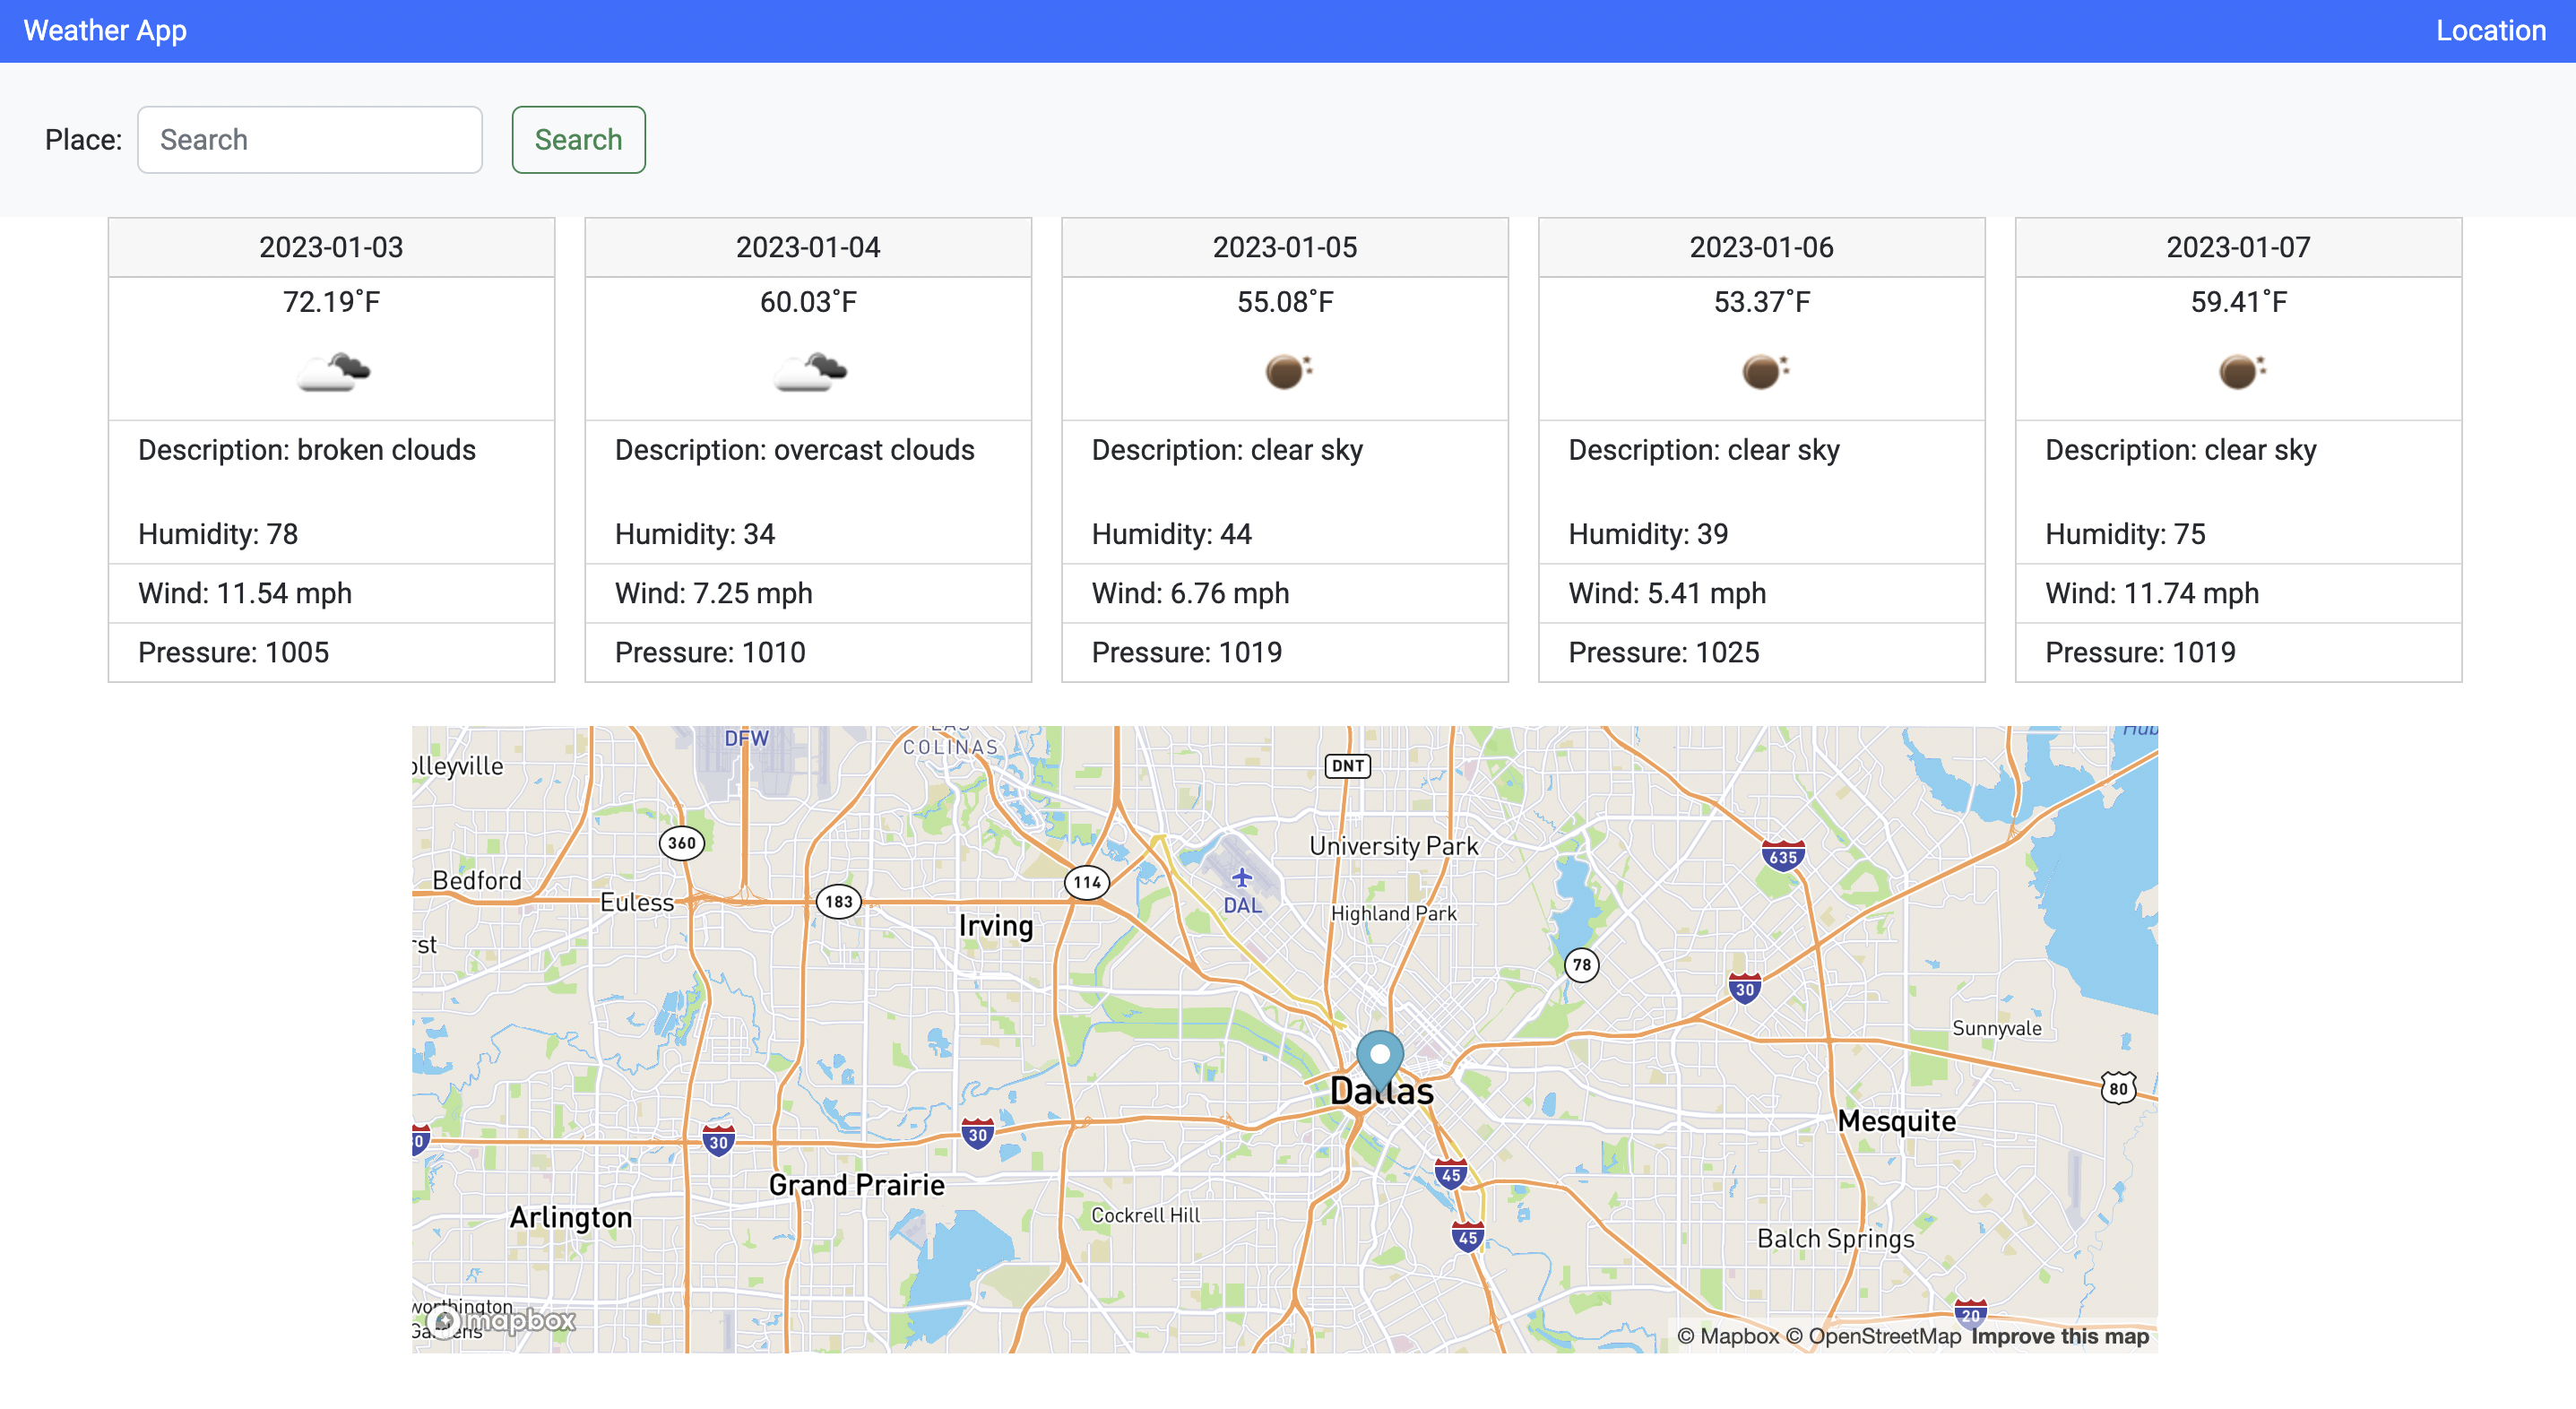 Weather App
Location
Place:
Search
Search
2023-01-03
72.19°F
Description: broken clouds
Humidity: 78
Wind: 11.54 mph
Pressure: 1005
2023-01-04
60.03°F
Description: overcast clouds
Humidity: 34
Wind: 7.25 mph
Pressure: 1010
2023-01-05
55.08°F
Description: clear sky
Humidity: 44
Wind: 6.76 mph
Pressure: 1019
2023-01-06
53.37°F
Description: clear sky
Humidity: 39
Wind: 5.41 mph
Pressure: 1025
2023-01-07
59.41°F
Description: clear sky
Humidity: 75
Wind: 11.74 mph
Pressure: 1019
DFW
COLINAS
DNT
olleyville
360
University Park
635
Bedford
114
Euless
183
DAL
Irving
Highland Park
rst
78
30
Sunnyvale
Dallas
80
Mesquite
30
30
45
Grand Prairie
Arlington
Cockrell Hill
45
Balch Springs
worthington
Gardens
mapbox
20
© Mapbox © OpenStreetMap Improve this map